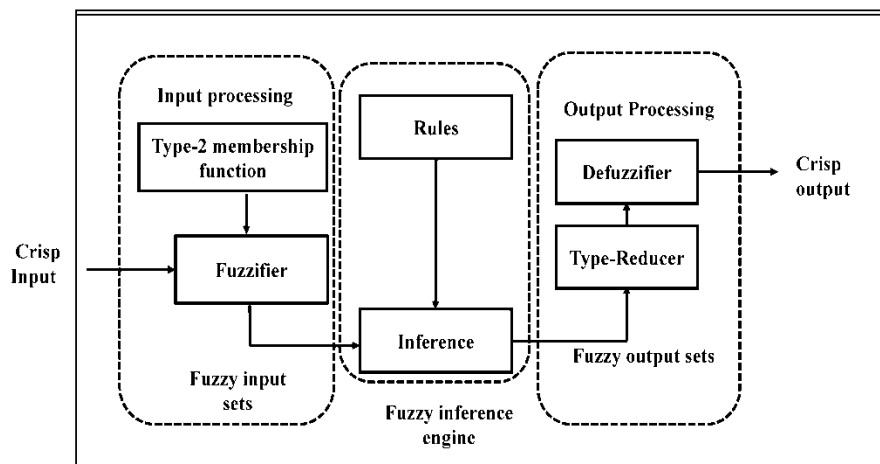 Input processing
Type-2 membership
function
Crisp
Input
Fuzzifier
Fuzzy input
sets
Rules
Inference
Fuzzy inference
engine
Output Processing
Defuzzifier
Crisp
output
Type-Reducer
Fuzzy output sets